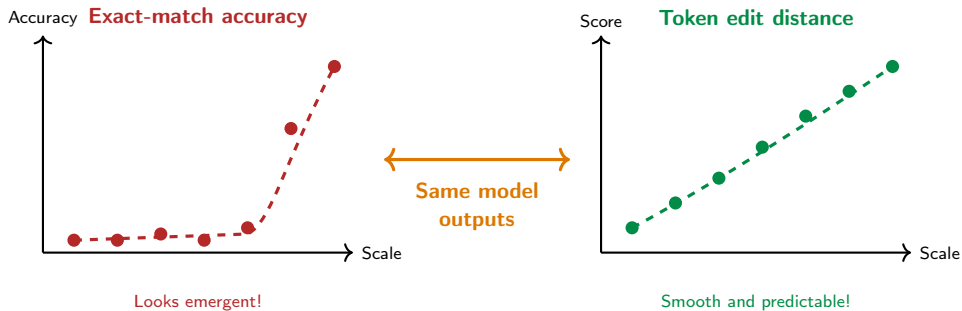 Exact-match accuracy
Accuracy
Scale
Looks emergent!
Same model
outputs
Token edit distance
Score
Scale
Smooth and predictable!